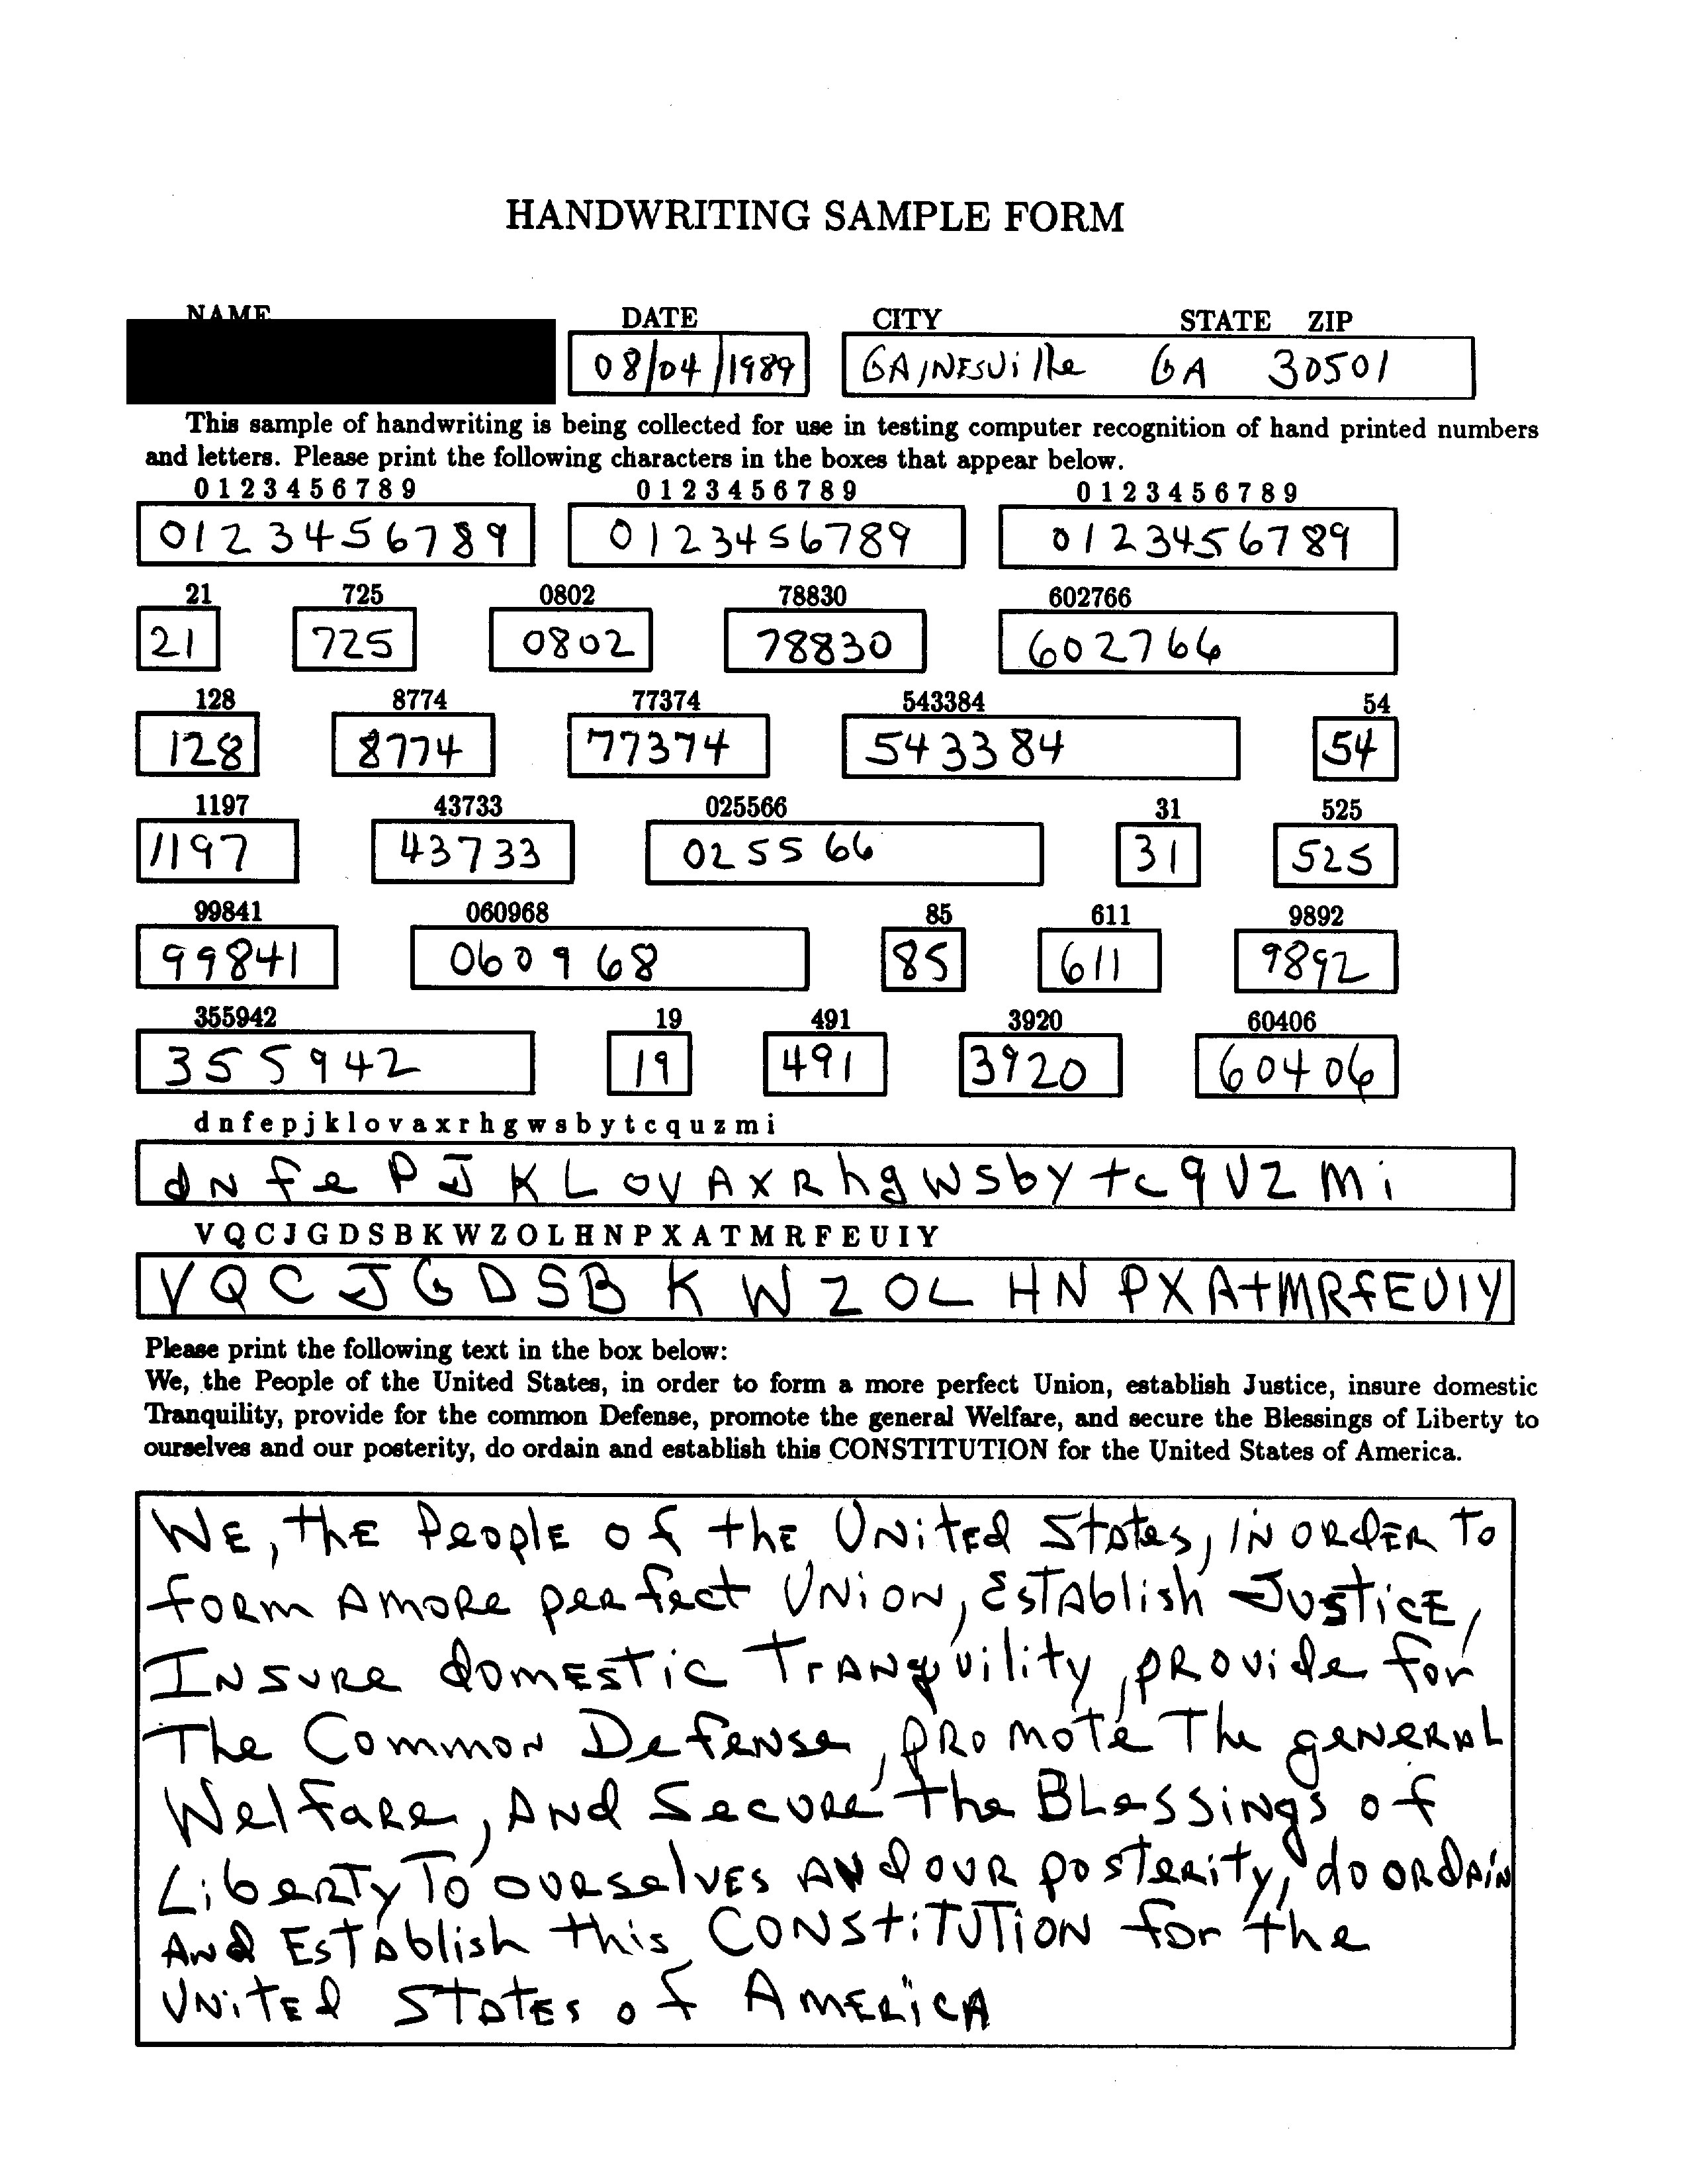 HANDWRITING SAMPLE FORM
NAME DATE CITY STATE ZIP
08/04/1989 GAINESVille GA 30501
This sample of handwriting is being collected for use in testing computer recognition of hand printed numbers
and letters. Please print the following characters in the boxes that appear below.
0 1 2 3 4 5 6 7 8 9 0 1 2 3 4 5 6 7 8 9 0 1 2 3 4 5 6 7 8 9
0123456789 0123456789 0123456789
21 725 0802 78830 602766
21 725 0802 78830 602766
128 8774 77374 543384 54
128 8774 77374 543384 54
1197 43733 025566 31 525
1197 43733 025566 31 525
99841 060968 85 611 9892
99841 060968 85 611 9892
355942 19 491 3920 60406
355942 19 491 3920 60406
d n f e p j k l o v a x r h g w s b y t c q u z m i
d N f e P J K L o v A x R h g w s b y t c q U z M i
V Q C J G D S B K W Z O L H N P X A T M R F E U I Y
V Q C J G D S B K W Z O L H N P X A t M R f E U I Y
Please print the following text in the box below:
We, the People of the United States, in order to form a more perfect Union, establish Justice, insure domestic
Tranquility, provide for the common Defense, promote the general Welfare, and secure the Blessings of Liberty to
ourselves and our posterity, do ordain and establish this CONSTITUTION for the United States of America.
WE, thE PeoplE of thE UNitEd States, IN ORdER To
foRm A moRe peRfect UNioN, EsTAblish JusticE,
INsuRe domEstic TrANquility, pRovide for
The CommoN DefeNse, pRomote The geNeRAL
WelfaRe, ANd SecuRe the BLessiNgs of
LibeRTy To ouRselvEs ANd ouR posteRity, do oRdAiN
ANd EsTAblish this CONStiTUTiON for the
UNiTEd StatEs of AmERicA